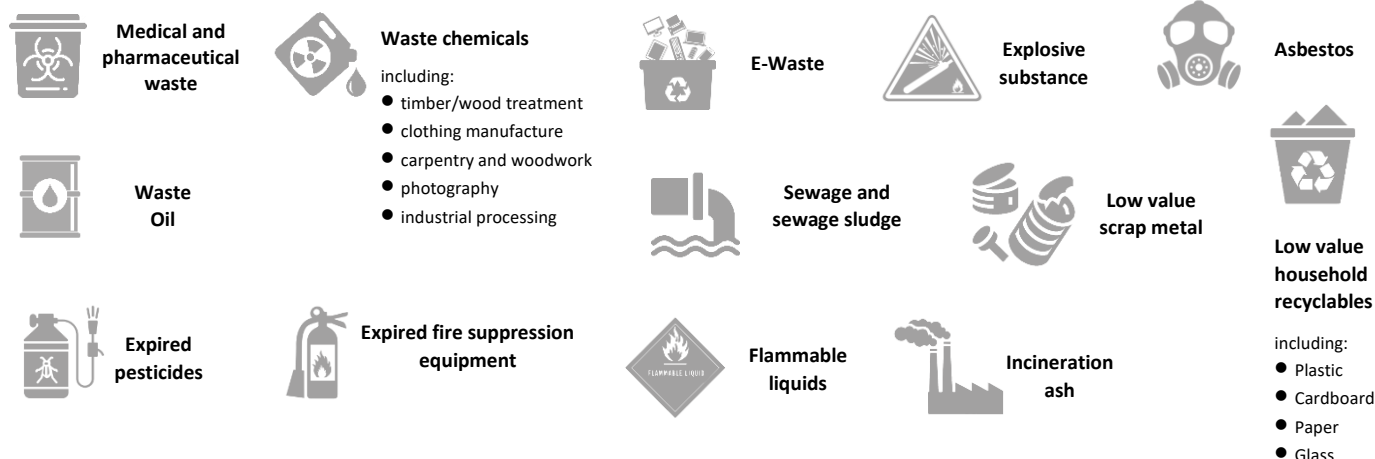 Medical and
pharmaceutical
waste
Waste chemicals
including:
● timber/wood treatment
● clothing manufacture
● carpentry and woodwork
● photography
● industrial processing
E-Waste
Explosive
substance
Asbestos
Waste
Oil
Sewage and
sewage sludge
Low value
scrap metal
Low value
household
recyclables
including:
● Plastic
● Cardboard
● Paper
● Glass
Expired
pesticides
Expired fire suppression
equipment
FLAMMABLE LIQUID
Flammable
liquids
Incineration
ash